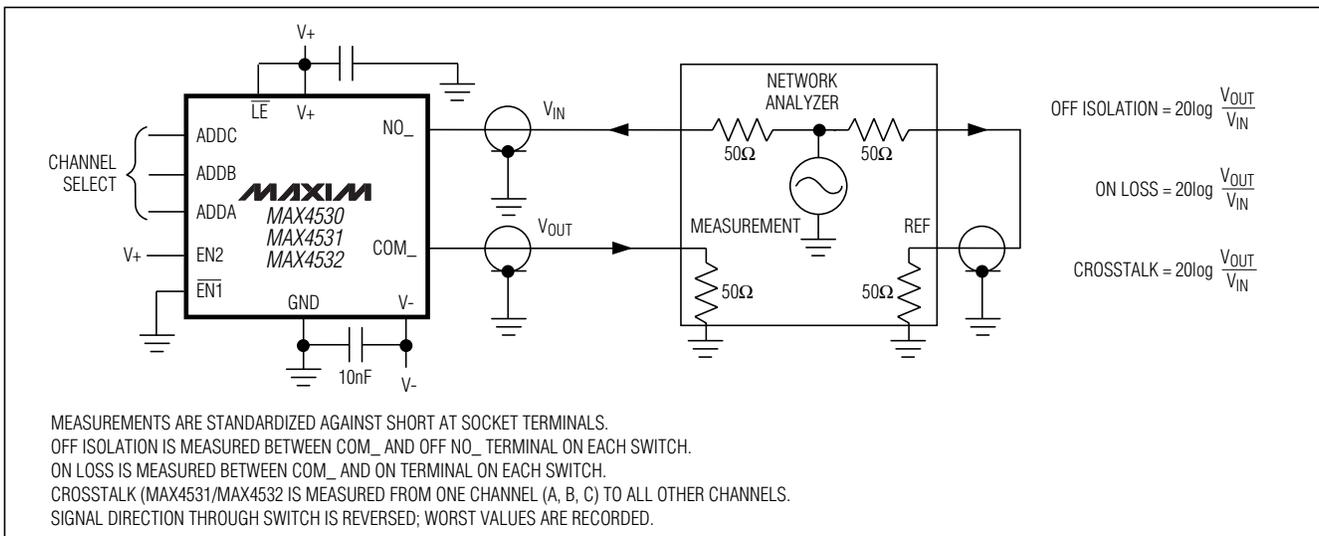 V+
LE
V+
ADDC
ADDB
ADDA
CHANNEL
SELECT
V+
EN2
EN1
GND
V-
NO_
COM_
MAXIM
MAX4530
MAX4531
MAX4532
10nF
V-
VIN
VOUT
NETWORK
ANALYZER
50Ω
50Ω
MEASUREMENT
REF
50Ω
50Ω
OFF ISOLATION = 20log VOUT
VIN
ON LOSS = 20log VOUT
VIN
CROSSTALK = 20log VOUT
VIN
MEASUREMENTS ARE STANDARDIZED AGAINST SHORT AT SOCKET TERMINALS.
OFF ISOLATION IS MEASURED BETWEEN COM_ AND OFF NO_ TERMINAL ON EACH SWITCH.
ON LOSS IS MEASURED BETWEEN COM_ AND ON TERMINAL ON EACH SWITCH.
CROSSTALK (MAX4531/MAX4532 IS MEASURED FROM ONE CHANNEL (A, B, C) TO ALL OTHER CHANNELS.
SIGNAL DIRECTION THROUGH SWITCH IS REVERSED; WORST VALUES ARE RECORDED.